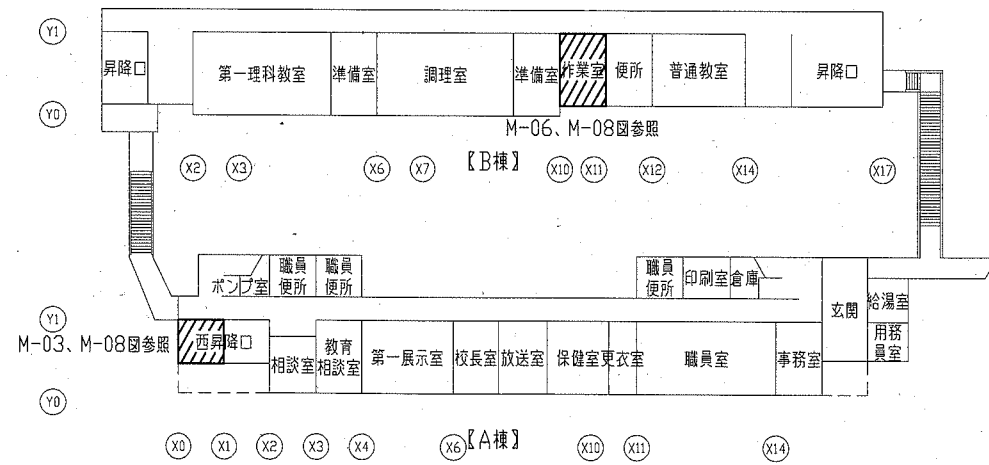 Y1
昇降口
第一理科教室
準備室
調理室
準備室
作業室
便所
普通教室
昇降口
Y0
M-06、M-08図参照
【B棟】
X2
X3
X6
X7
X10
X11
X12
X14
X17
ポンプ室
職員
便所
職員
便所
職員
便所
印刷室
倉庫
玄関
給湯室
用務
員室
Y1
M-03、M-08図参照
西昇降口
相談室
教育
相談室
第一展示室
校長室
放送室
保健室
更衣室
職員室
事務室
Y0
【A棟】
X0
X1
X2
X3
X4
X6
X10
X11
X14